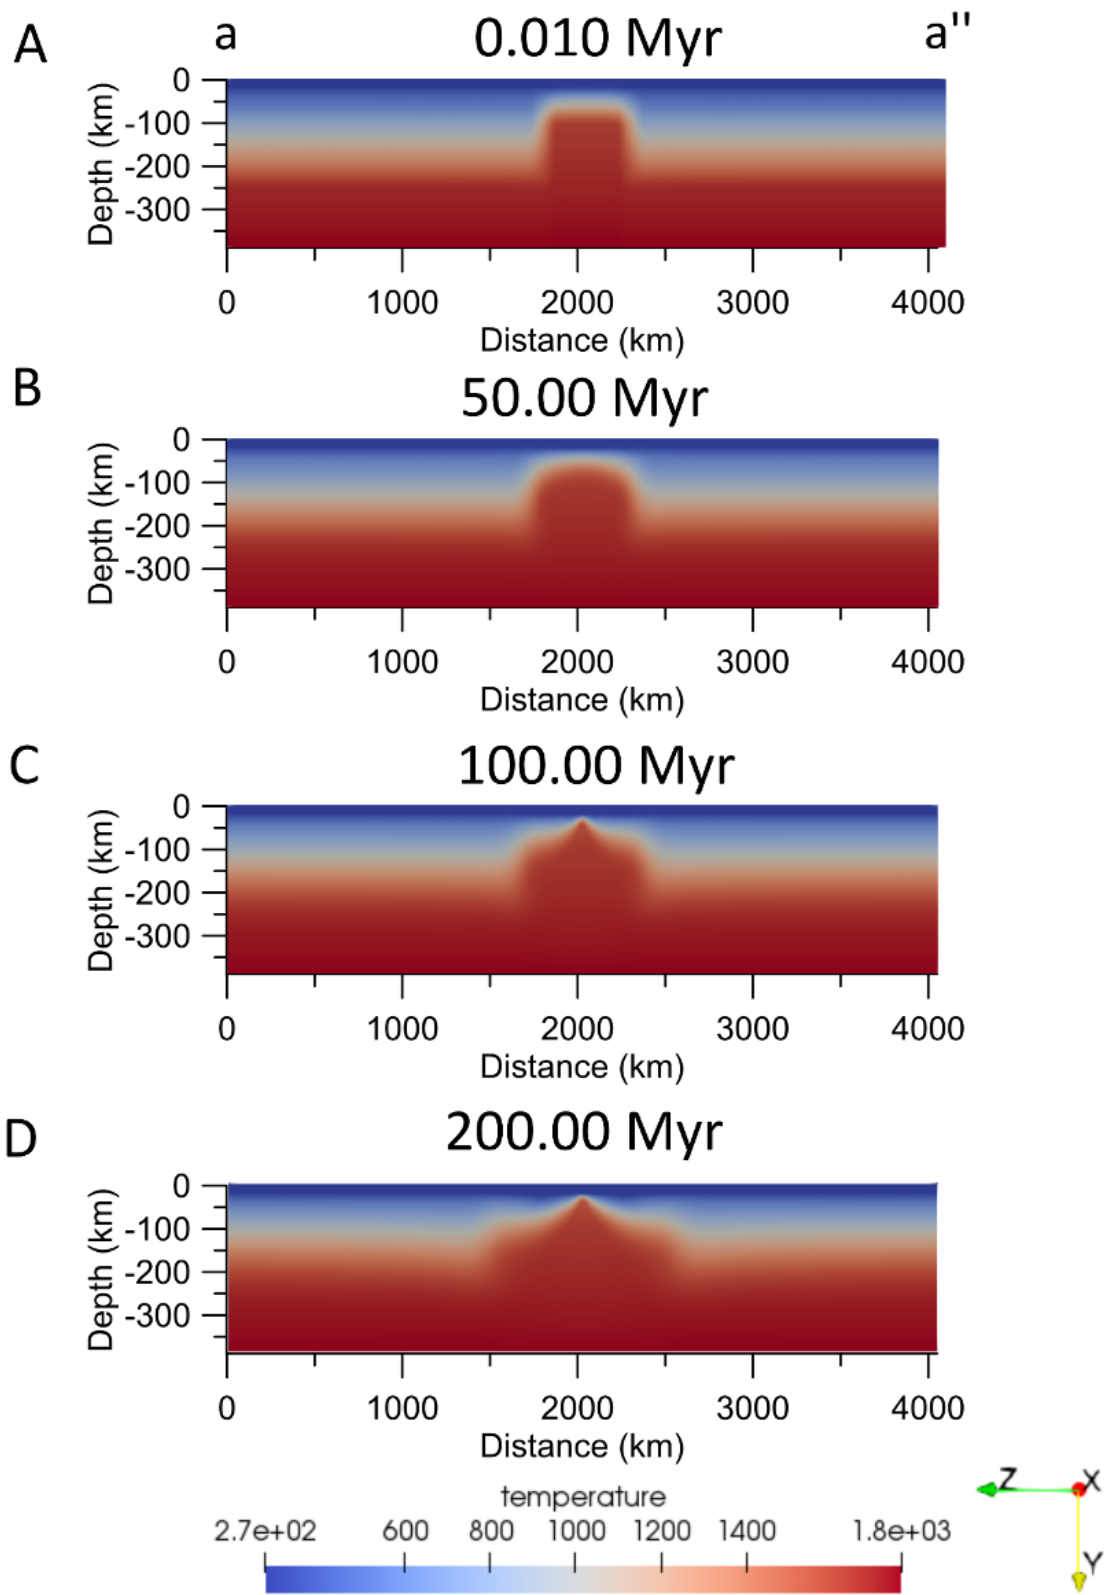 A a 0.010 Myr a''
0
-100
-200
-300
Depth (km)
0 1000 2000 3000 4000
Distance (km)
B 50.00 Myr
0
-100
-200
-300
Depth (km)
0 1000 2000 3000 4000
Distance (km)
C 100.00 Myr
0
-100
-200
-300
Depth (km)
0 1000 2000 3000 4000
Distance (km)
D 200.00 Myr
0
-100
-200
-300
Depth (km)
0 1000 2000 3000 4000
Distance (km)
temperature
2.7e+02 600 800 1000 1200 1400 1.8e+03
Z X
Y